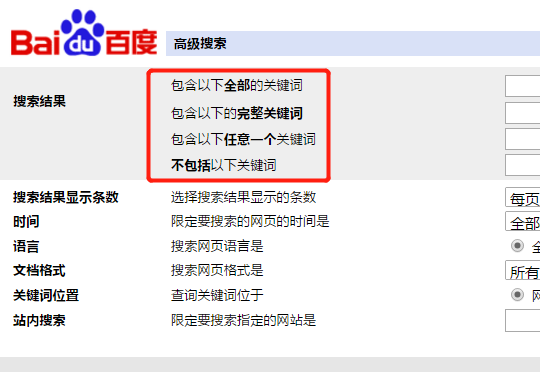 Bai du 百度
高级搜索
搜索结果
包含以下全部的关键词
包含以下的完整关键词
包含以下任意一个关键词
不包括以下关键词
搜索结果显示条数 选择搜索结果显示的条数 每页
时间 限定要搜索的网页的时间是 全部
语言 搜索网页语言是 全
文档格式 搜索网页格式是 所有
关键词位置 查询关键词位于 网
站内搜索 限定要搜索指定的网站是